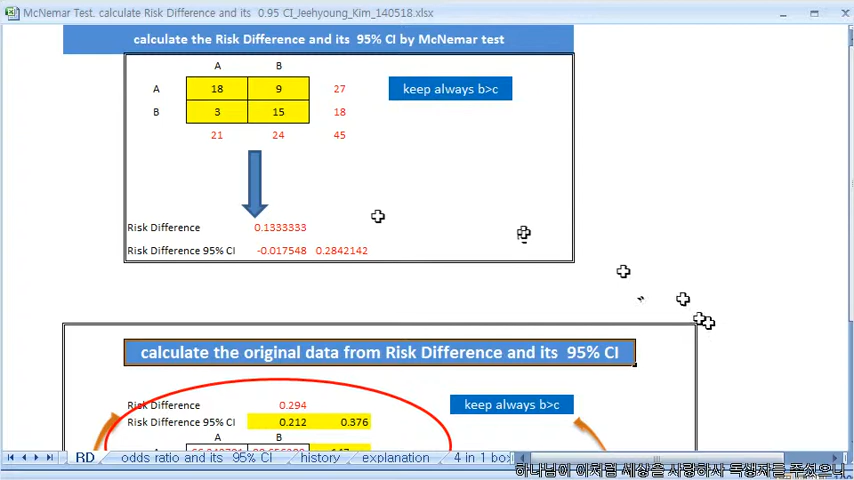 McNemar Test. calculate Risk Difference and its 0.95 CI_Jeehyoung_Kim_140518.xlsx
calculate the Risk Difference and its 95% CI by McNemar test
A B
A 18 9 27 keep always b>c
B 3 15 18
21 24 45
Risk Difference 0.1333333
Risk Difference 95% CI -0.017548 0.2842142
calculate the original data from Risk Difference and its 95% CI
Risk Difference 0.294 keep always b>c
Risk Difference 95% CI 0.212 0.376
A B
RD odds ratio and its 95% CI history explanation 4 in 1 bo
하나님이 이처럼 세상을 사랑하사 독생자를 주셨으니